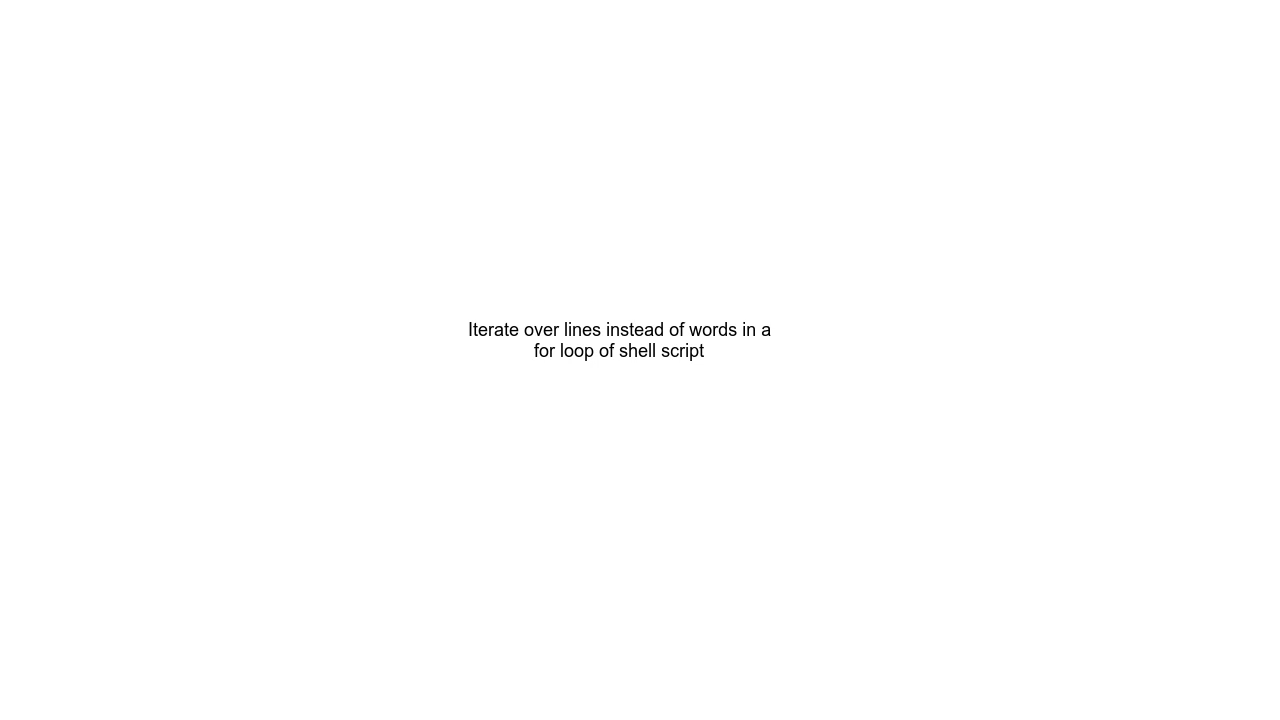 Iterate over lines instead of words in a
for loop of shell script